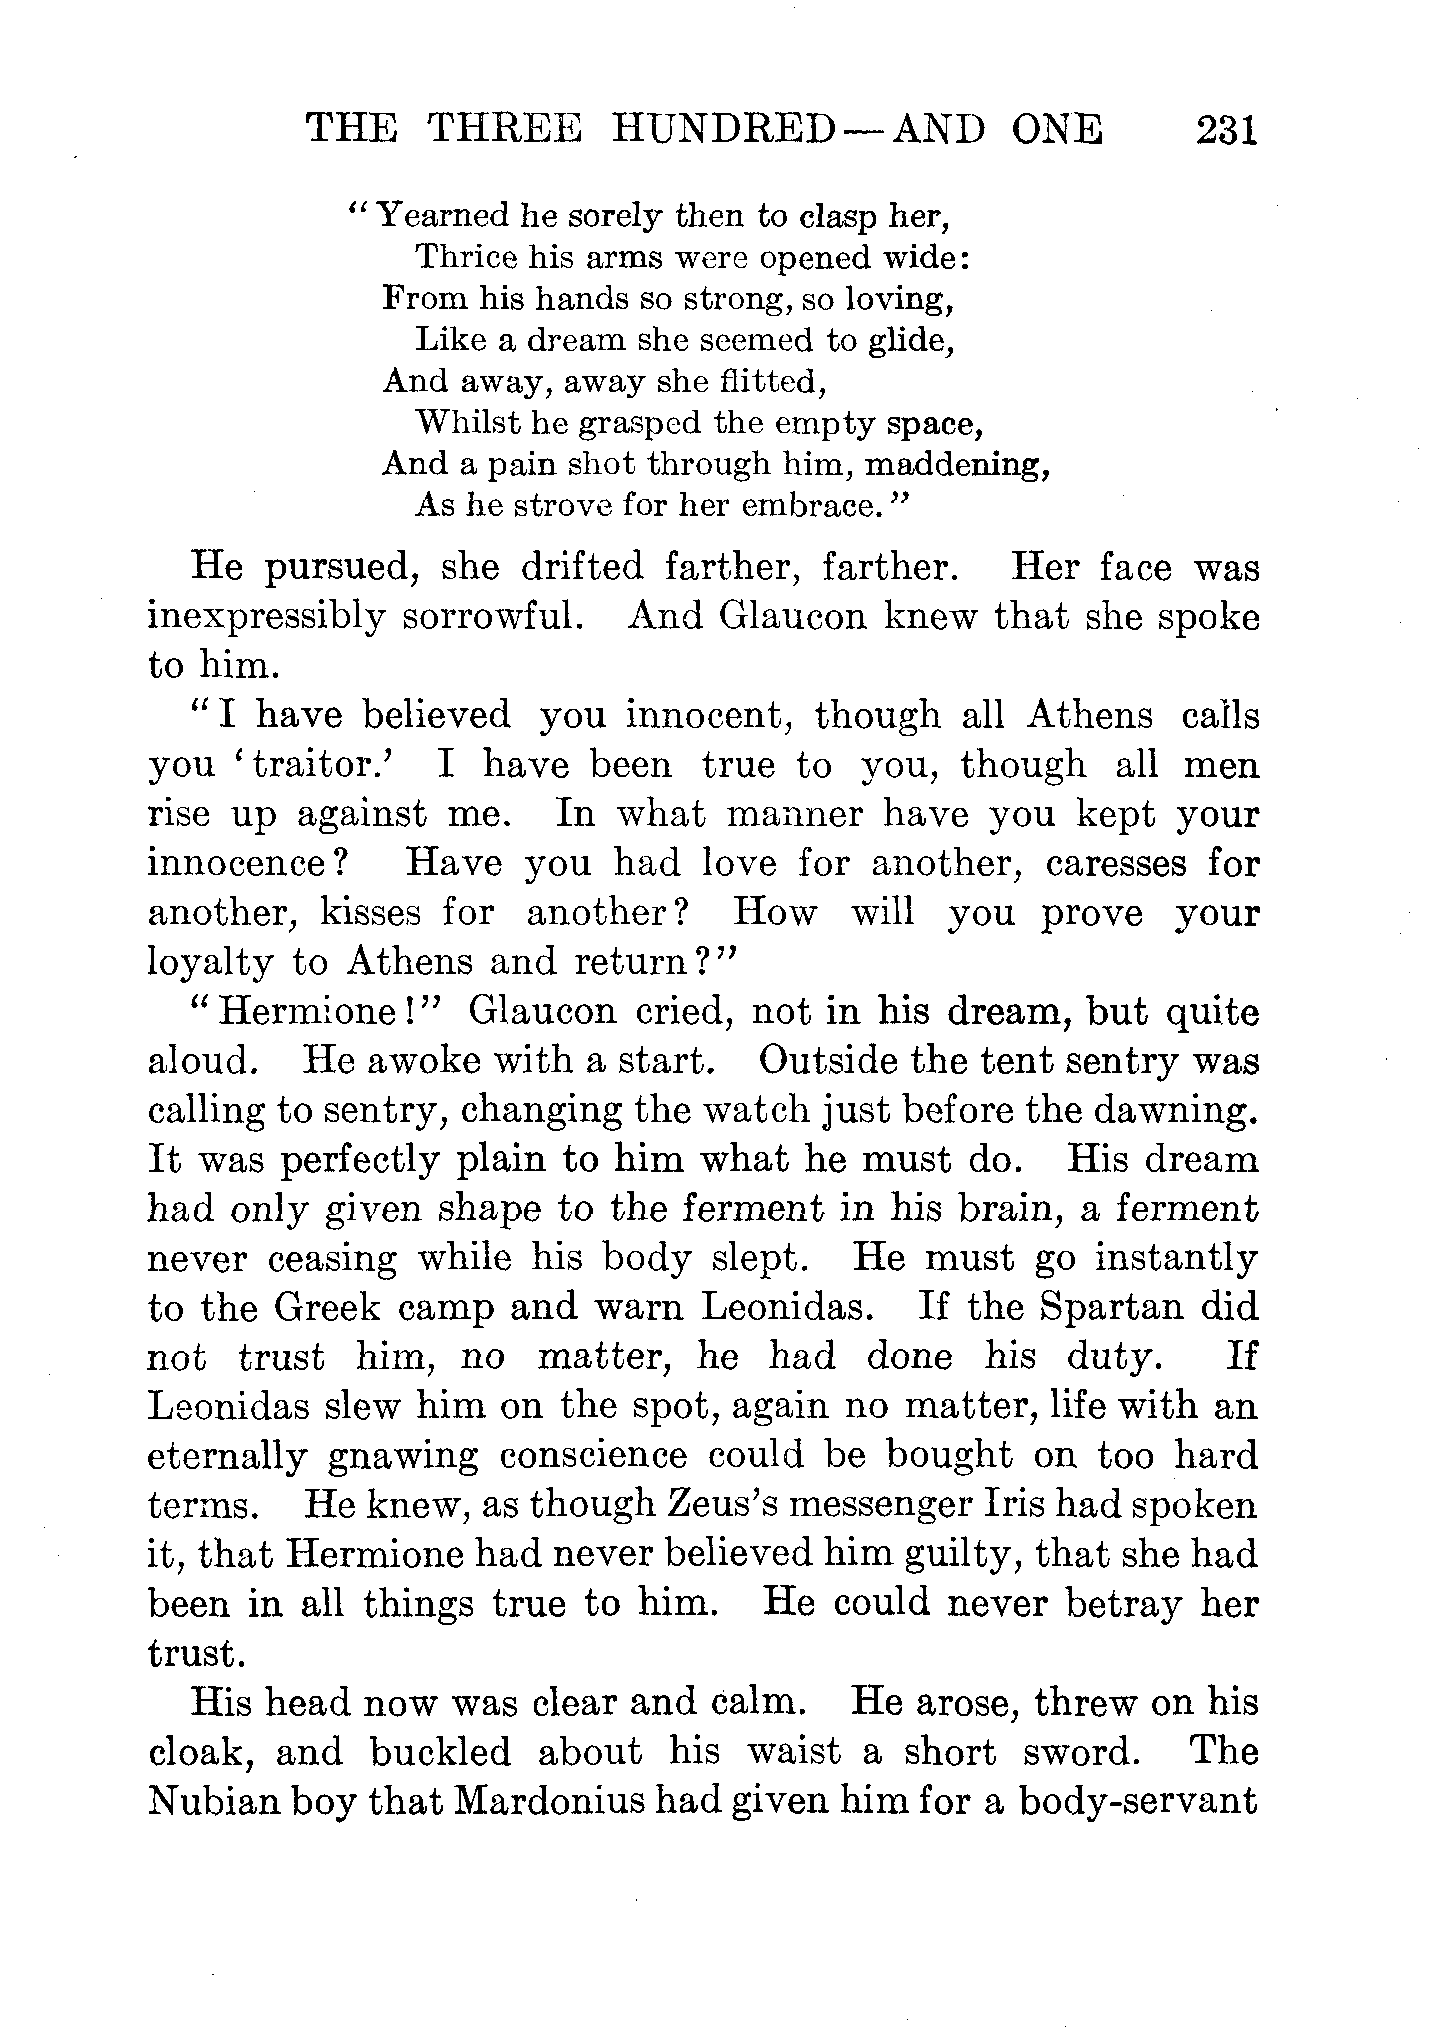 THE THREE HUNDRED—AND ONE 231
“Yearned he sorely then to clasp her,
Thrice his arms were opened wide:
From his hands so strong, so loving,
Like a dream she seemed to glide,
And away, away she flitted,
Whilst he grasped the empty space,
And a pain shot through him, maddening,
As he strove for her embrace.”
He pursued, she drifted farther, farther. Her face was
inexpressibly sorrowful. And Glaucon knew that she spoke
to him.
“I have believed you innocent, though all Athens calls
you ‘traitor.’ I have been true to you, though all men
rise up against me. In what manner have you kept your
innocence? Have you had love for another, caresses for
another, kisses for another? How will you prove your
loyalty to Athens and return?”
“Hermione!” Glaucon cried, not in his dream, but quite
aloud. He awoke with a start. Outside the tent sentry was
calling to sentry, changing the watch just before the dawning.
It was perfectly plain to him what he must do. His dream
had only given shape to the ferment in his brain, a ferment
never ceasing while his body slept. He must go instantly
to the Greek camp and warn Leonidas. If the Spartan did
not trust him, no matter, he had done his duty. If
Leonidas slew him on the spot, again no matter, life with an
eternally gnawing conscience could be bought on too hard
terms. He knew, as though Zeus’s messenger Iris had spoken
it, that Hermione had never believed him guilty, that she had
been in all things true to him. He could never betray her
trust.
His head now was clear and calm. He arose, threw on his
cloak, and buckled about his waist a short sword. The
Nubian boy that Mardonius had given him for a body-servant